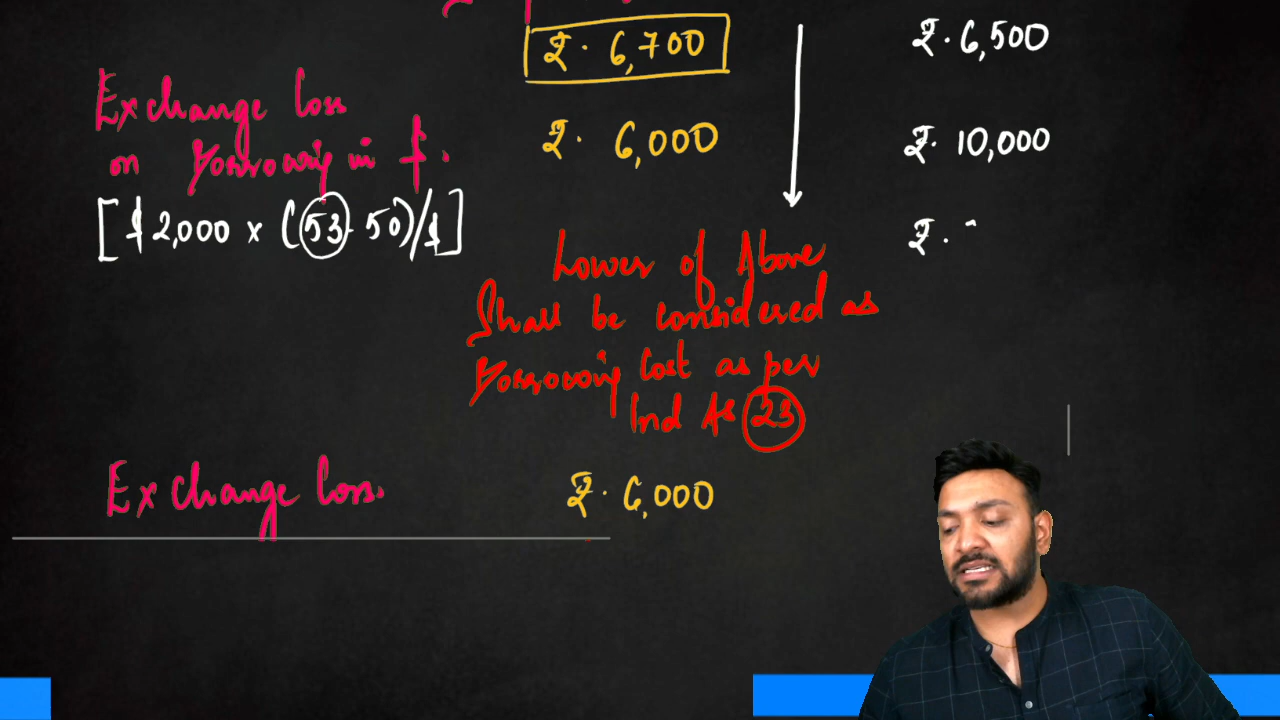 ₹. 6,700
₹. 6,500
Exchange loss
on Borrowing in $.
₹. 6,000
₹. 10,000
[$ 2,000 x (53 - 50)/$]
₹.
Lower of Above
Shall be considered as
Borrowing Cost as per
Ind AS 23
Exchange loss.
₹. 6,000